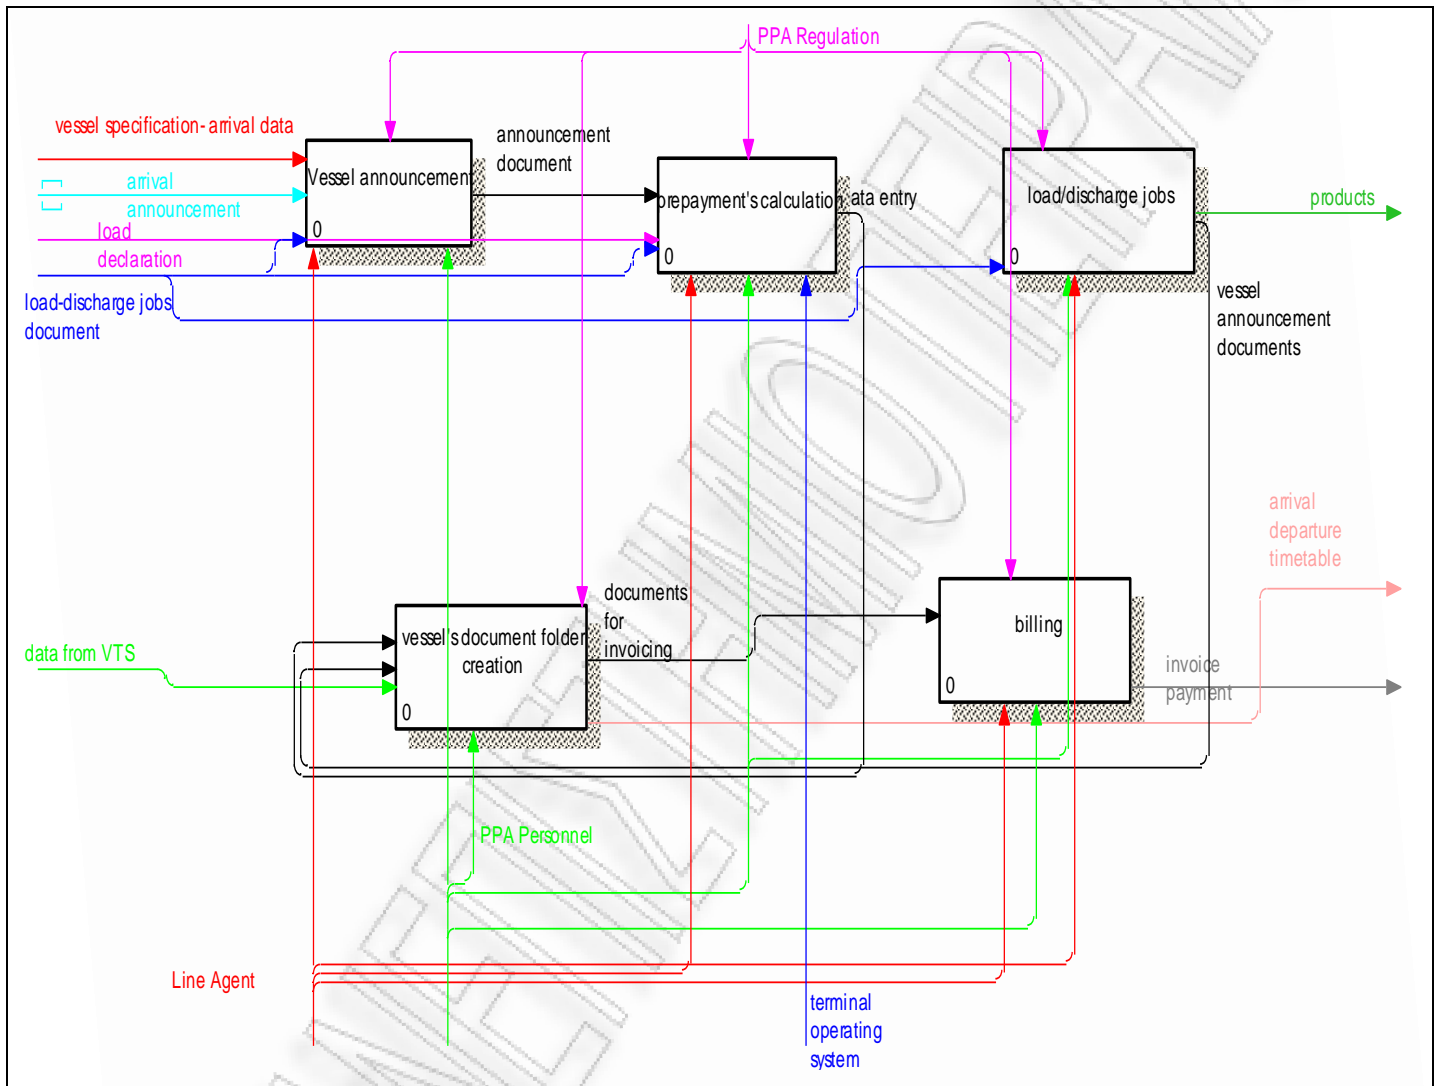 PPA Regulation
vessel specification- arrival data
announcement
document
Vessel announcement
0
arrival
announcement
load
declaration
load-discharge jobs
document
prepayment's calculation
0
ata entry
load/discharge jobs
0
products
vessel
announcement
documents
arrival
departure
timetable
documents
for
invoicing
vessel's document folder
creation
0
billing
0
data from VTS
invoice
payment
PPA Personnel
Line Agent
terminal
operating
system